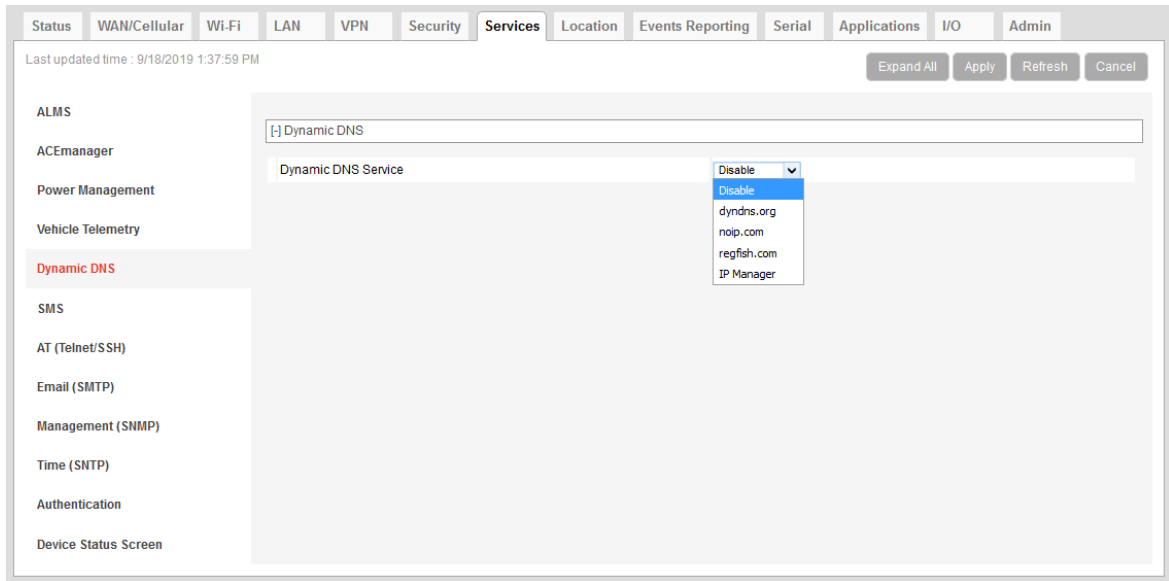 Status WAN/Cellular Wi-Fi LAN VPN Security Services Location Events Reporting Serial Applications I/O Admin
Last updated time : 9/18/2019 1:37:59 PM
Expand All Apply Refresh Cancel
ALMS
ACEmanager
Power Management
Vehicle Telemetry
Dynamic DNS
SMS
AT (Telnet/SSH)
Email (SMTP)
Management (SNMP)
Time (SNTP)
Authentication
Device Status Screen
[-] Dynamic DNS
Dynamic DNS Service Disable
Disable
dyndns.org
noip.com
regfish.com
IP Manager